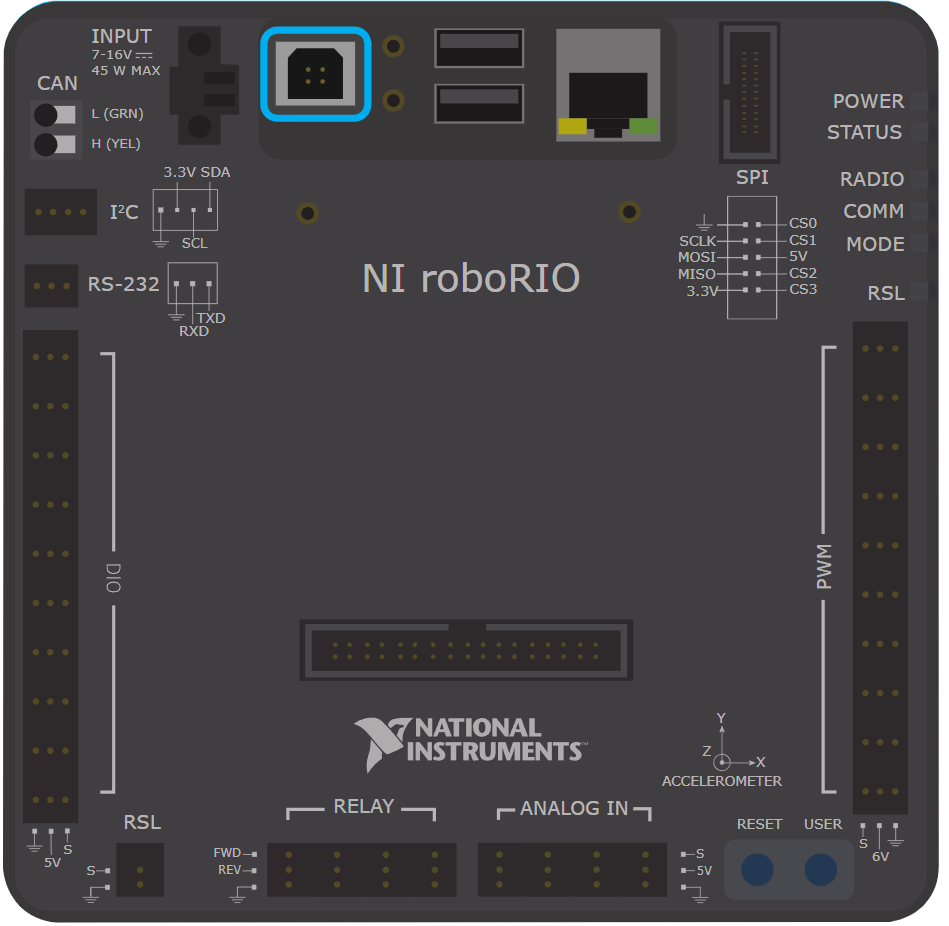 INPUT
7-16V
45 W MAX
CAN
L (GRN)
H (YEL)
POWER
STATUS
SPI
RADIO
COMM
MODE
RSL
3.3V SDA
I²C
SCL
CS0
SCLK
CS1
MOSI
5V
MISO
CS2
3.3V
CS3
NI roboRIO
RS-232
TXD
RXD
DIO
PWM
NATIONAL
INSTRUMENTS™
Y
Z
X
ACCELEROMETER
RELAY
ANALOG IN
RSL
RESET
USER
S
5V
S
6V
FWD
REV
S
S
5V